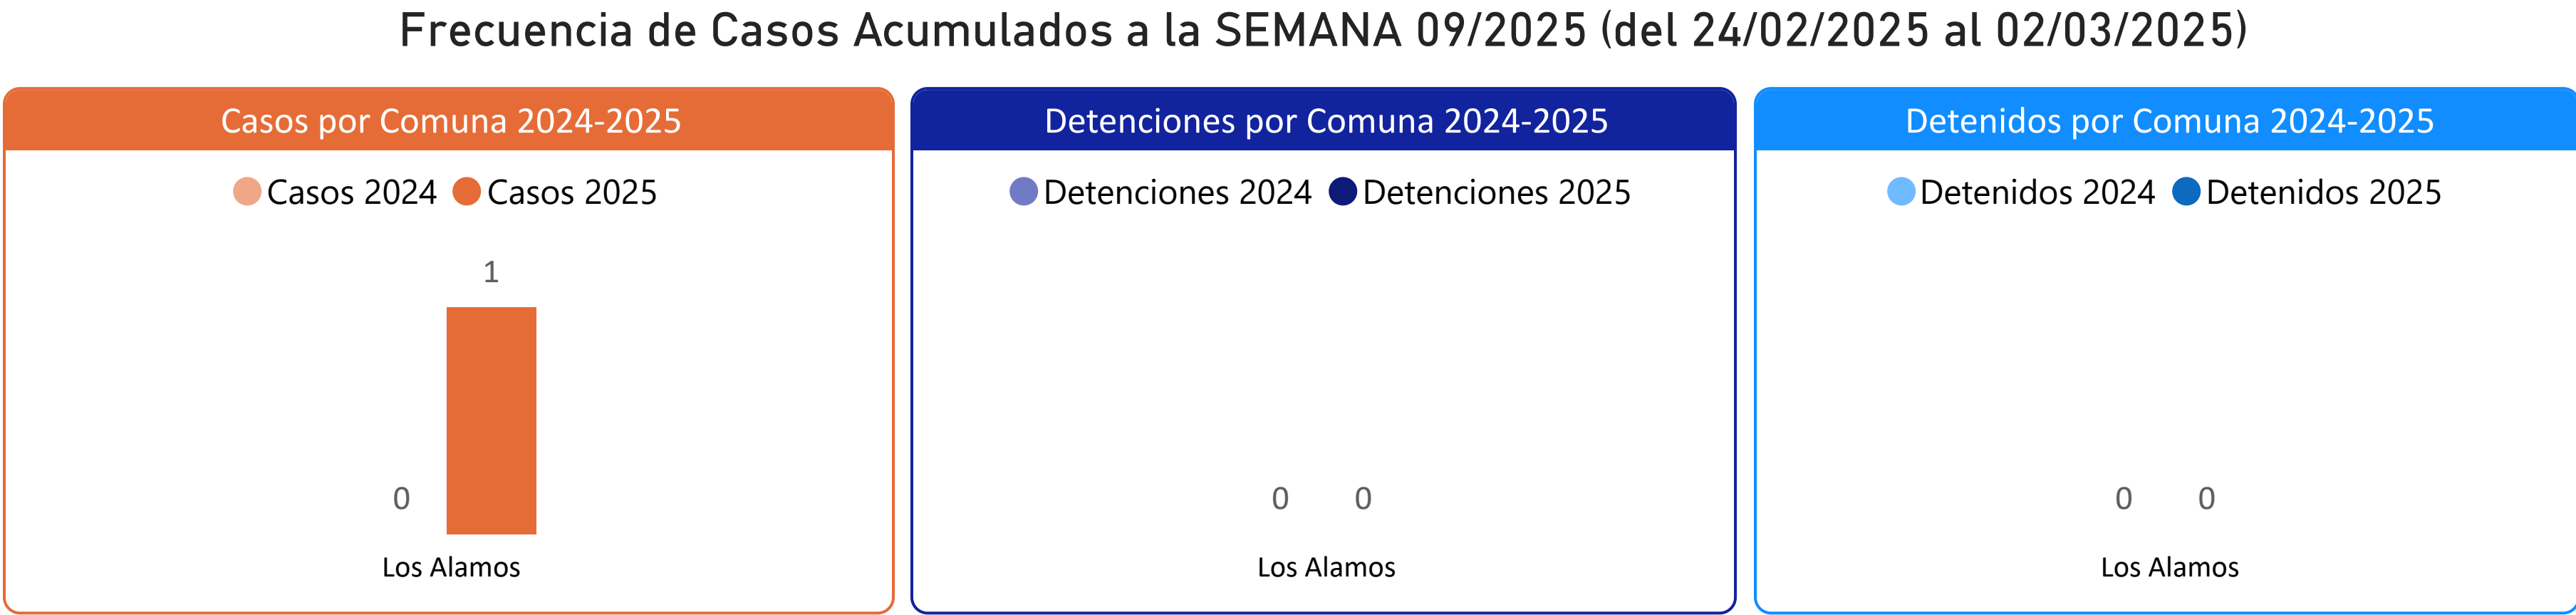 Frecuencia de Casos Acumulados a la SEMANA 09/2025 (del 24/02/2025 al 02/03/2025)
Casos por Comuna 2024-2025
Casos 2024 Casos 2025
1
0
Los Alamos
Detenciones por Comuna 2024-2025
Detenciones 2024 Detenciones 2025
0 0
Los Alamos
Detenidos por Comuna 2024-2025
Detenidos 2024 Detenidos 2025
0 0
Los Alamos